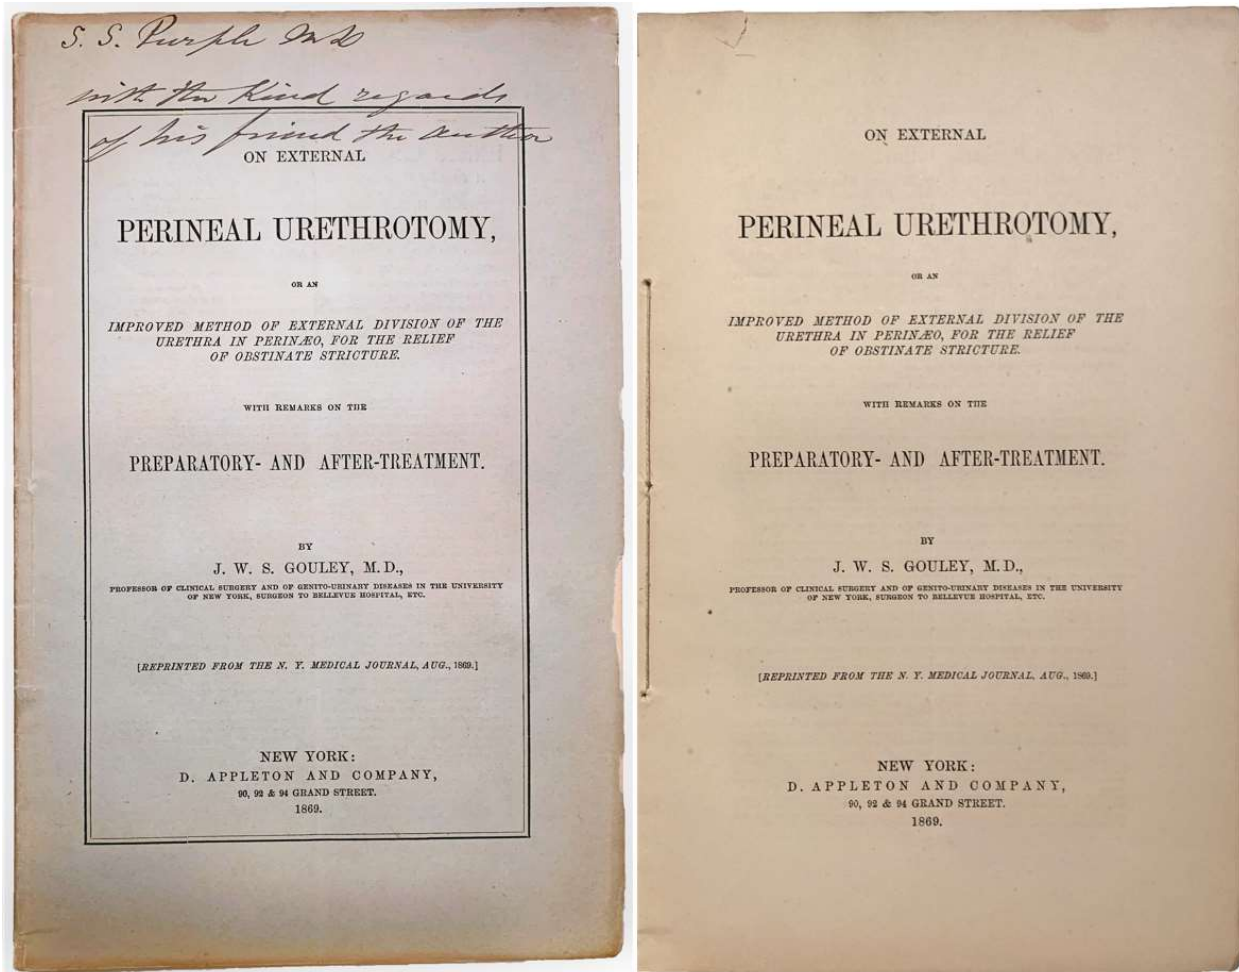 S. S. Purple MD
with the Kind regards
of his friend the author
ON EXTERNAL
PERINEAL URETHROTOMY,
OR AN
IMPROVED METHOD OF EXTERNAL DIVISION OF THE
URETHRA IN PERINÆO, FOR THE RELIEF
OF OBSTINATE STRICTURE.
WITH REMARKS ON THE
PREPARATORY- AND AFTER-TREATMENT.
BY
J. W. S. GOULEY, M.D.,
PROFESSOR OF CLINICAL SURGERY AND OF GENITO-URINARY DISEASES IN THE UNIVERSITY
OF NEW YORK, SURGEON TO BELLEVUE HOSPITAL, ETC.
[REPRINTED FROM THE N. Y. MEDICAL JOURNAL, AUG., 1869.]
NEW YORK:
D. APPLETON AND COMPANY,
90, 92 & 94 GRAND STREET.
1869.
ON EXTERNAL
PERINEAL URETHROTOMY,
OR AN
IMPROVED METHOD OF EXTERNAL DIVISION OF THE
URETHRA IN PERINÆO, FOR THE RELIEF
OF OBSTINATE STRICTURE.
WITH REMARKS ON THE
PREPARATORY- AND AFTER-TREATMENT.
BY
J. W. S. GOULEY, M.D.,
PROFESSOR OF CLINICAL SURGERY AND OF GENITO-URINARY DISEASES IN THE UNIVERSITY
OF NEW YORK, SURGEON TO BELLEVUE HOSPITAL, ETC.
[REPRINTED FROM THE N. Y. MEDICAL JOURNAL, AUG., 1869.]
NEW YORK:
D. APPLETON AND COMPANY,
90, 92 & 94 GRAND STREET.
1869.